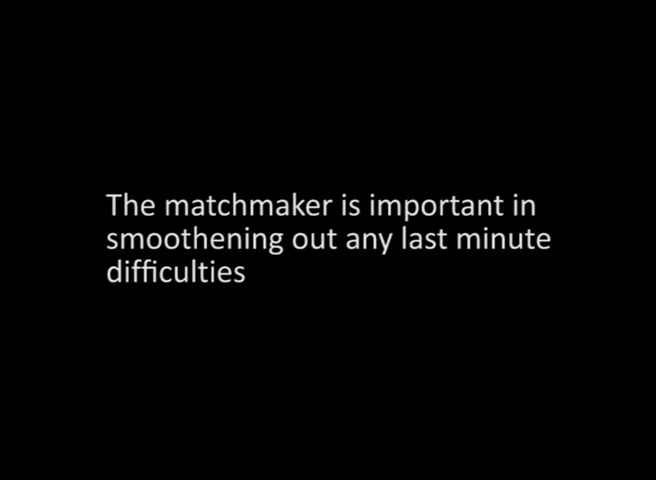 The matchmaker is important in
smoothening out any last minute
difficulties